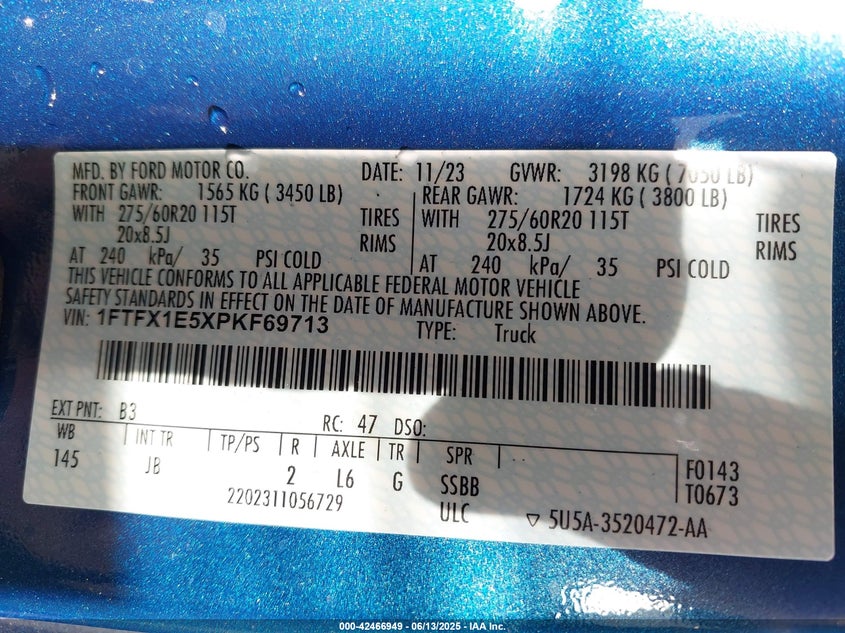 MFD. BY FORD MOTOR CO. DATE: 11/23 GVWR: 3198 KG ( 7050 LB)
FRONT GAWR: 1565 KG ( 3450 LB) REAR GAWR: 1724 KG ( 3800 LB)
WITH 275/60R20 115T TIRES WITH 275/60R20 115T TIRES
20x8.5J RIMS 20x8.5J RIMS
AT 240 kPa/ 35 PSI COLD AT 240 kPa/ 35 PSI COLD
THIS VEHICLE CONFORMS TO ALL APPLICABLE FEDERAL MOTOR VEHICLE
SAFETY STANDARDS IN EFFECT ON THE DATE OF MANUFACTURE SHOWN ABOVE.
VIN: 1FTFX1E5XPKF69713 TYPE: Truck
EXT PNT: B3 RC: 47 DSO:
WB INT TR TP/PS R AXLE TR SPR F0143
145 JB 2 L6 G SSBB T0673
2202311056729 ULC ▽ 5U5A-3520472-AA
000-42466949 - 06/13/2025 - IAA Inc.